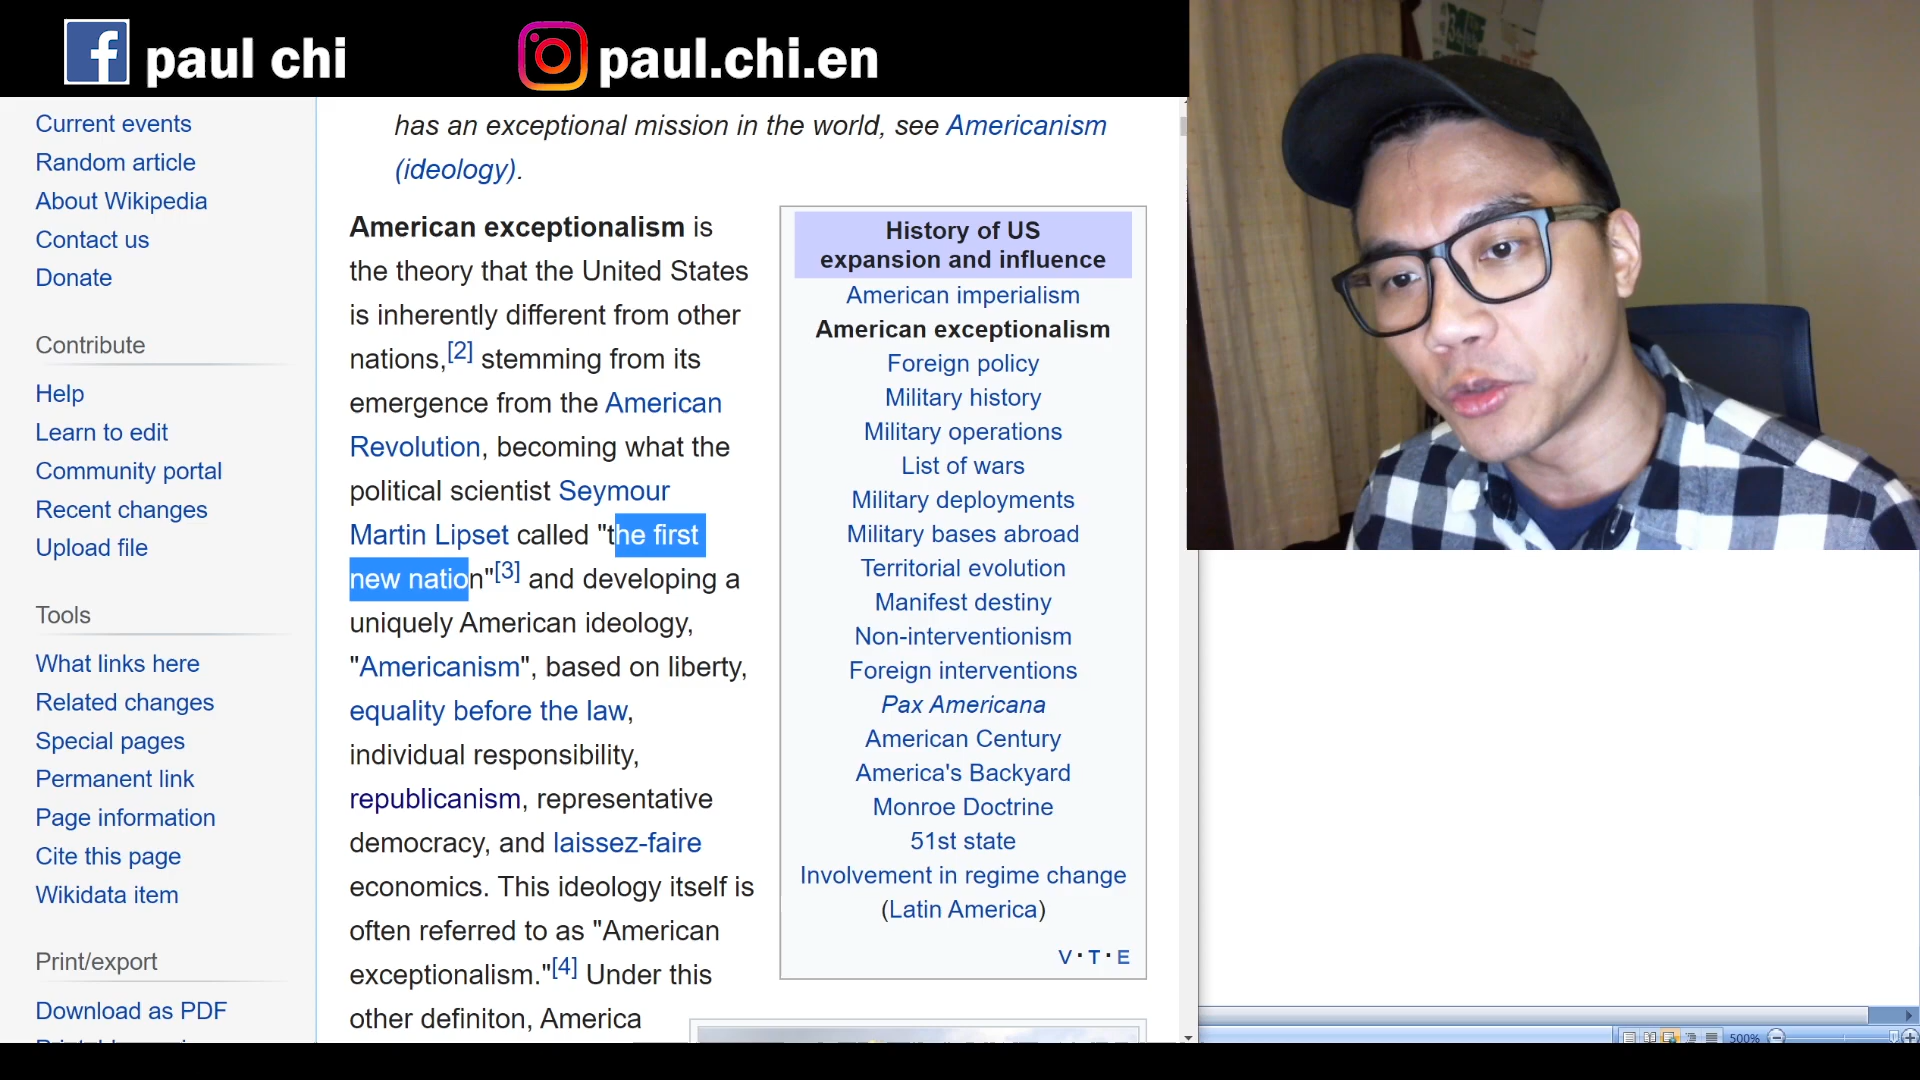 paul chi
paul.chi.en
Current events
Random article
About Wikipedia
Contact us
Donate
Contribute
Help
Learn to edit
Community portal
Recent changes
Upload file
Tools
What links here
Related changes
Special pages
Permanent link
Page information
Cite this page
Wikidata item
Print/export
Download as PDF
has an exceptional mission in the world, see Americanism
(ideology).
American exceptionalism is
the theory that the United States
is inherently different from other
nations,[2] stemming from its
emergence from the American
Revolution, becoming what the
political scientist Seymour
Martin Lipset called "the first
new nation"[3] and developing a
uniquely American ideology,
"Americanism", based on liberty,
equality before the law,
individual responsibility,
republicanism, representative
democracy, and laissez-faire
economics. This ideology itself is
often referred to as "American
exceptionalism."[4] Under this
other definiton, America
History of US
expansion and influence
American imperialism
American exceptionalism
Foreign policy
Military history
Military operations
List of wars
Military deployments
Military bases abroad
Territorial evolution
Manifest destiny
Non-interventionism
Foreign interventions
Pax Americana
American Century
America's Backyard
Monroe Doctrine
51st state
Involvement in regime change
(Latin America)
V · T · E
500%